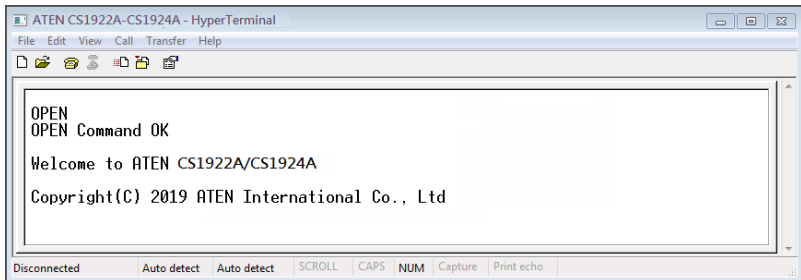 ATEN CS1922A-CS1924A - HyperTerminal
File Edit View Call Transfer Help
OPEN
OPEN Command OK
Welcome to ATEN CS1922A/CS1924A
Copyright(C) 2019 ATEN International Co., Ltd
Disconnected Auto detect Auto detect SCROLL CAPS NUM Capture Print echo